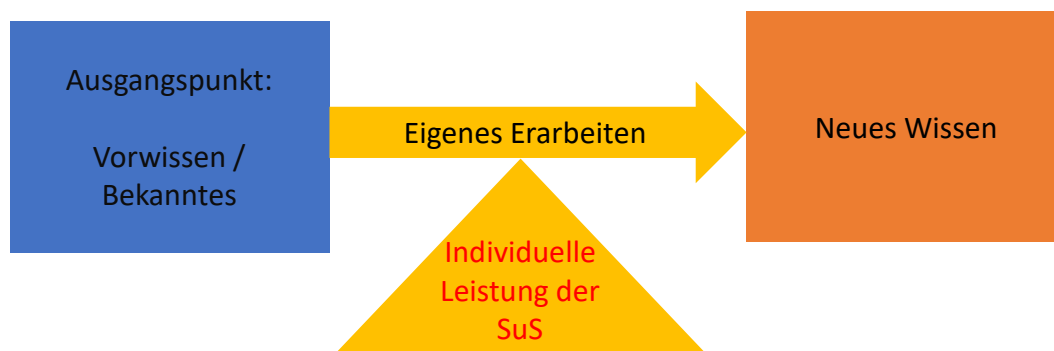 Ausgangspunkt:
Vorwissen /
Bekanntes
Eigenes Erarbeiten
Neues Wissen
Individuelle
Leistung der
SuS